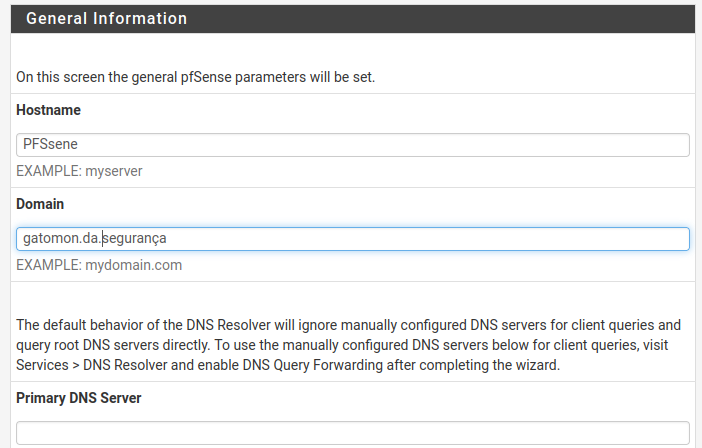 General Information
On this screen the general pfSense parameters will be set.
Hostname
PFSsene
EXAMPLE: myserver
Domain
gatomon.da.segurança
EXAMPLE: mydomain.com
The default behavior of the DNS Resolver will ignore manually configured DNS servers for client queries and
query root DNS servers directly. To use the manually configured DNS servers below for client queries, visit
Services > DNS Resolver and enable DNS Query Forwarding after completing the wizard.
Primary DNS Server